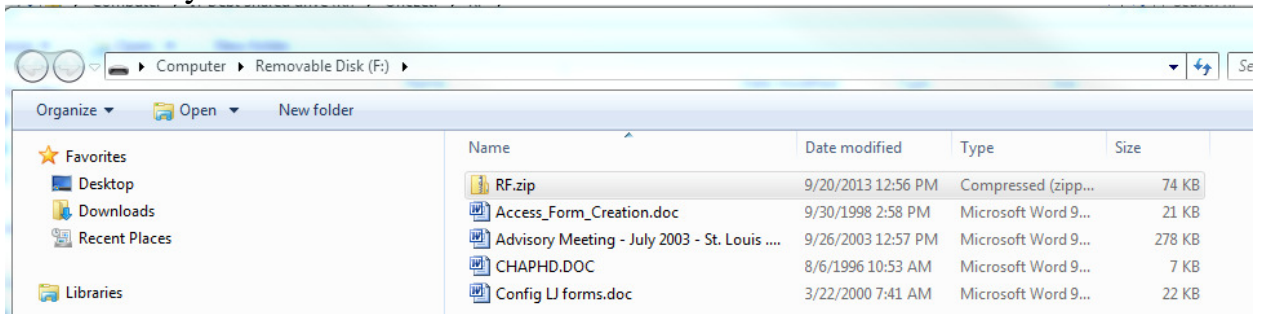 Computer ▸ Removable Disk (F:) ▸ Se
Organize Open New folder
Name Date modified Type Size
Favorites
Desktop RF.zip 9/20/2013 12:56 PM Compressed (zipp... 74 KB
Downloads Access_Form_Creation.doc 9/30/1998 2:58 PM Microsoft Word 9... 21 KB
Recent Places Advisory Meeting - July 2003 - St. Louis .... 9/26/2003 12:57 PM Microsoft Word 9... 278 KB
CHAPHD.DOC 8/6/1996 10:53 AM Microsoft Word 9... 7 KB
Libraries Config LJ forms.doc 3/22/2000 7:41 AM Microsoft Word 9... 22 KB